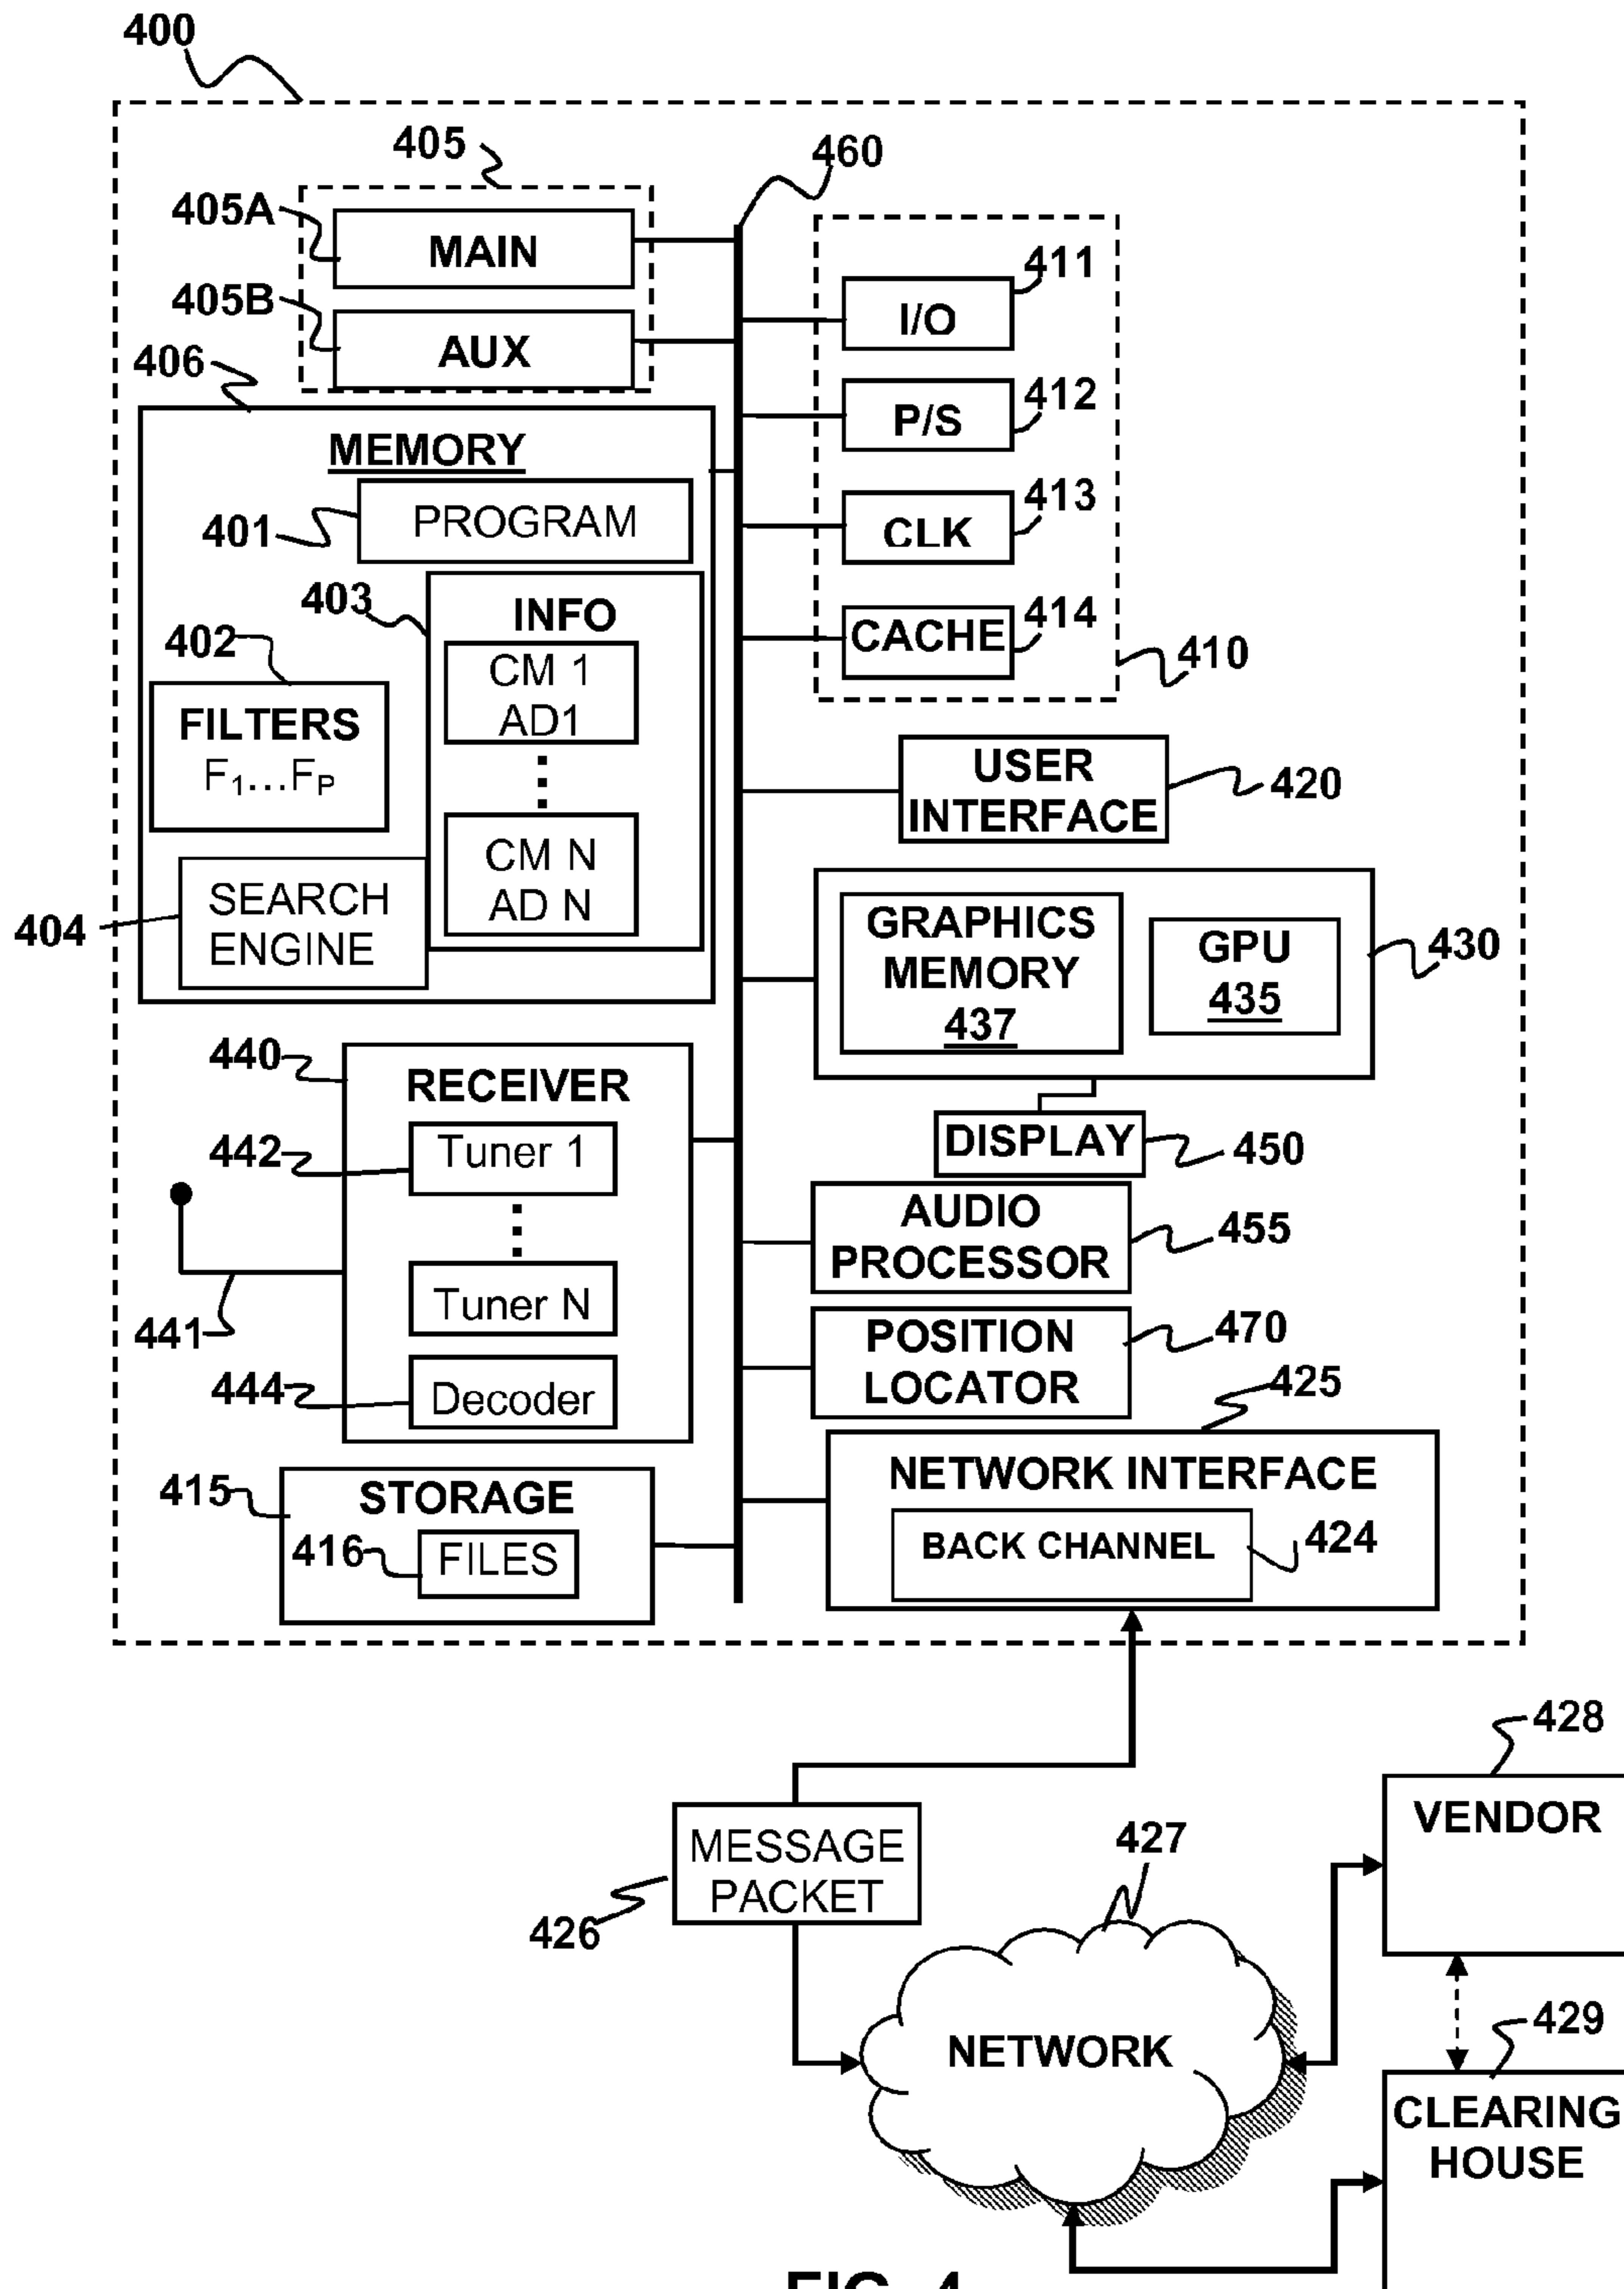 400
405
460
405A
MAIN
411
I/O
405B
AUX
406
412
P/S
MEMORY
401
PROGRAM
413
CLK
403
INFO
414
CACHE
402
CM 1
AD1
410
FILTERS
F₁...Fₚ
USER
INTERFACE
420
CM N
AD N
404
SEARCH
ENGINE
GRAPHICS
MEMORY
437
GPU
435
430
440
RECEIVER
442
Tuner 1
DISPLAY
450
AUDIO
PROCESSOR
455
441
Tuner N
POSITION
LOCATOR
470
444
Decoder
425
415
STORAGE
NETWORK INTERFACE
416
FILES
BACK CHANNEL
424
428
VENDOR
MESSAGE
PACKET
427
426
NETWORK
429
CLEARING
HOUSE
FIG. 4